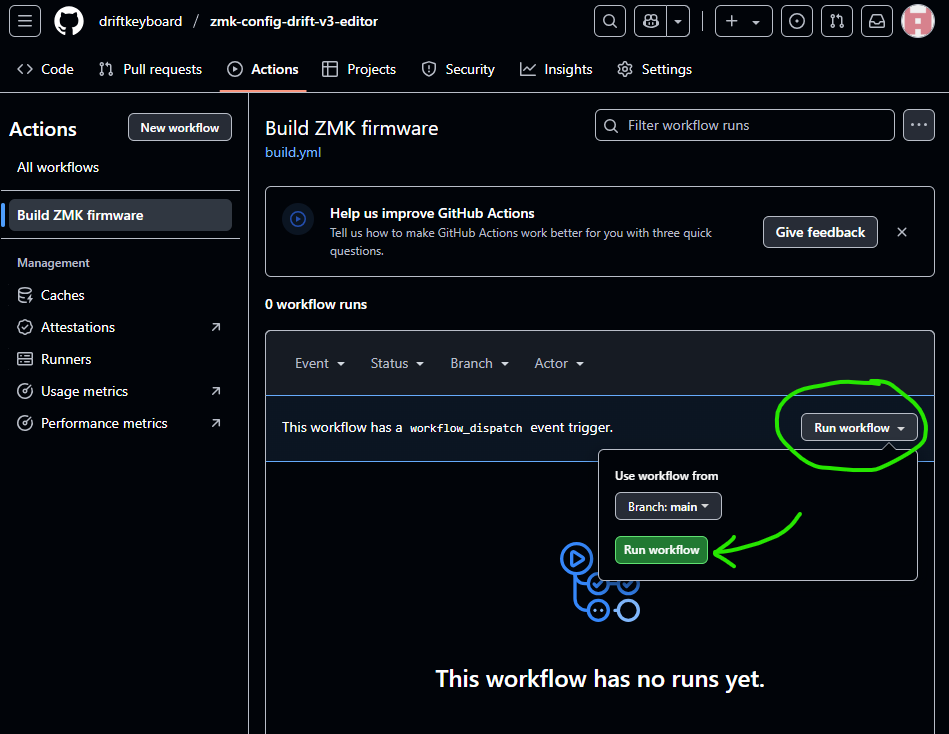 driftkeyboard / zmk-config-drift-v3-editor
Code Pull requests Actions Projects Security Insights Settings
Actions
New workflow
All workflows
Build ZMK firmware
Management
Caches
Attestations
Runners
Usage metrics
Performance metrics
Build ZMK firmware
build.yml
Filter workflow runs
Help us improve GitHub Actions
Tell us how to make GitHub Actions work better for you with three quick
questions.
Give feedback
0 workflow runs
Event Status Branch Actor
This workflow has a workflow_dispatch event trigger.
Run workflow
Use workflow from
Branch: main
Run workflow
This workflow has no runs yet.